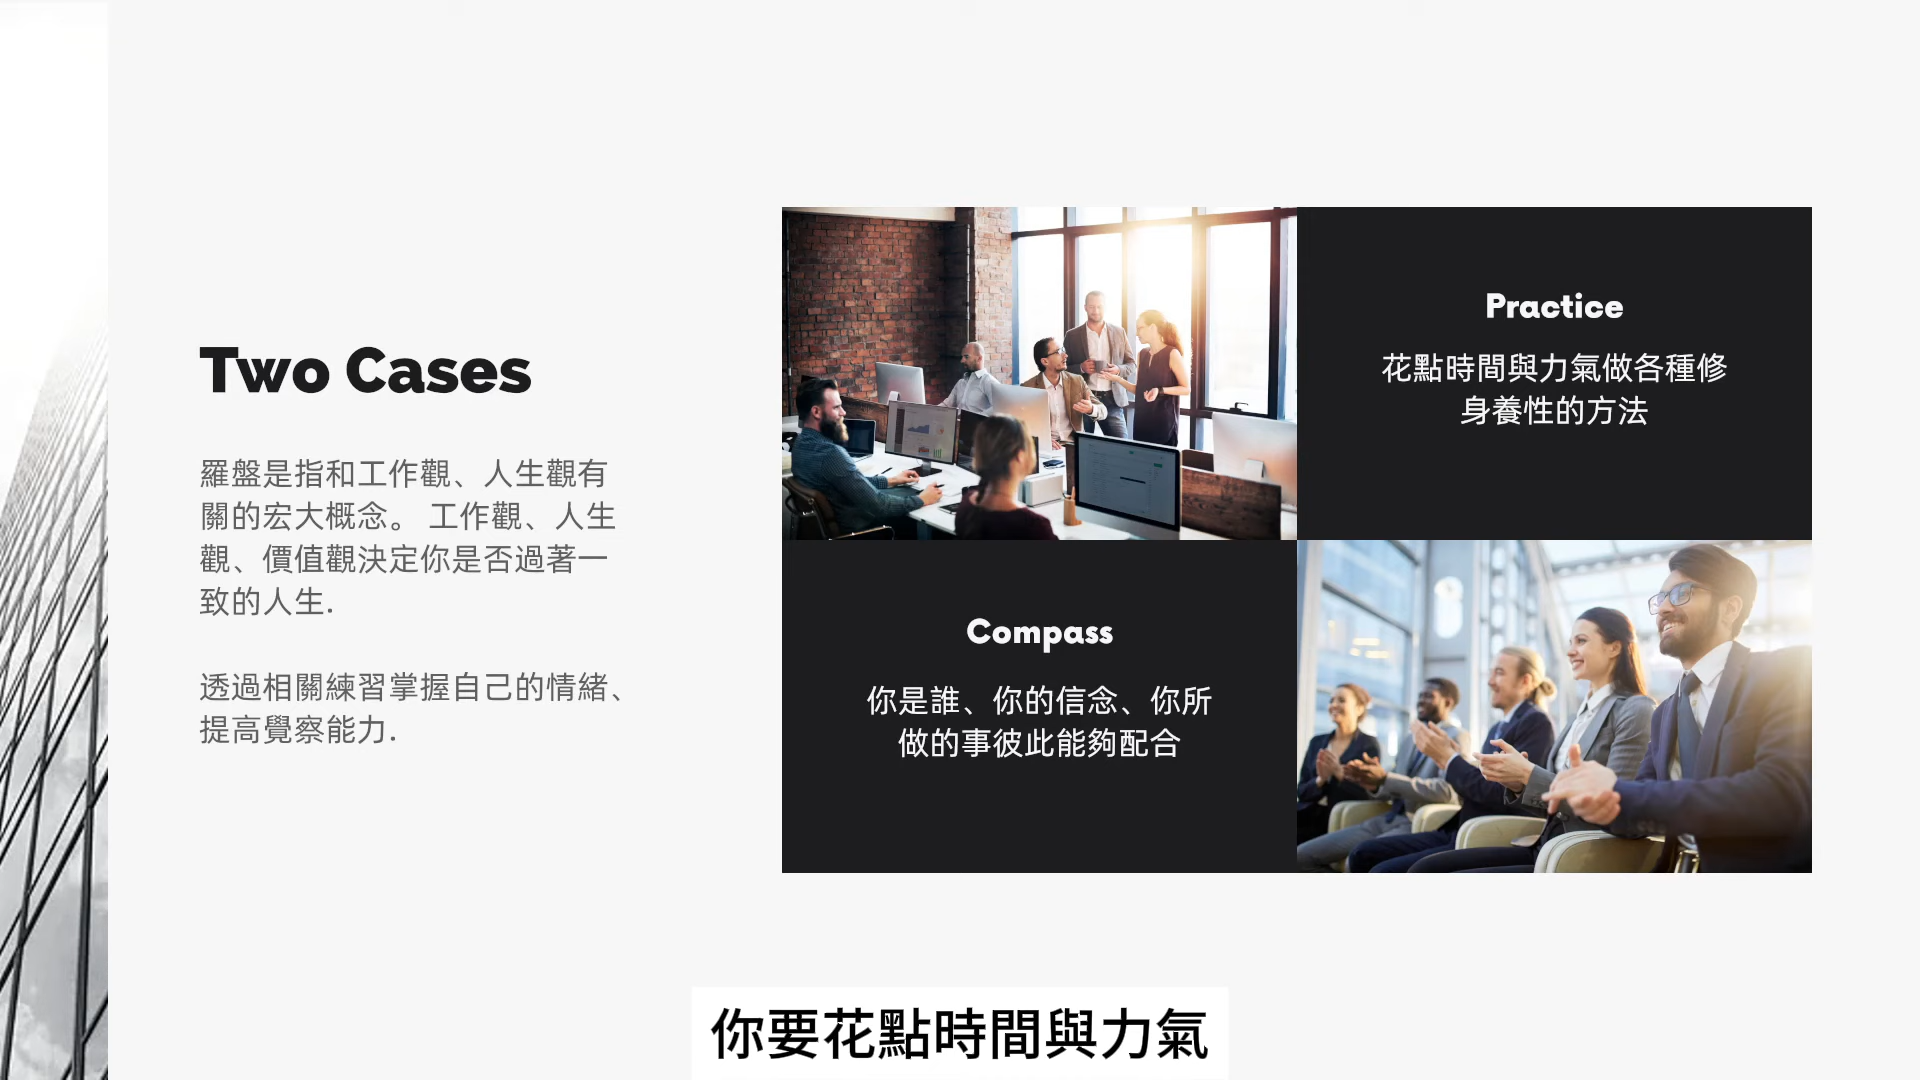 Two Cases
羅盤是指和工作觀、人生觀有
關的宏大概念。 工作觀、人生
觀、價值觀決定你是否過著一
致的人生.
透過相關練習掌握自己的情緒、
提高覺察能力.
Practice
花點時間與力氣做各種修
身養性的方法
Compass
你是誰、你的信念、你所
做的事彼此能夠配合
你要花點時間與力氣